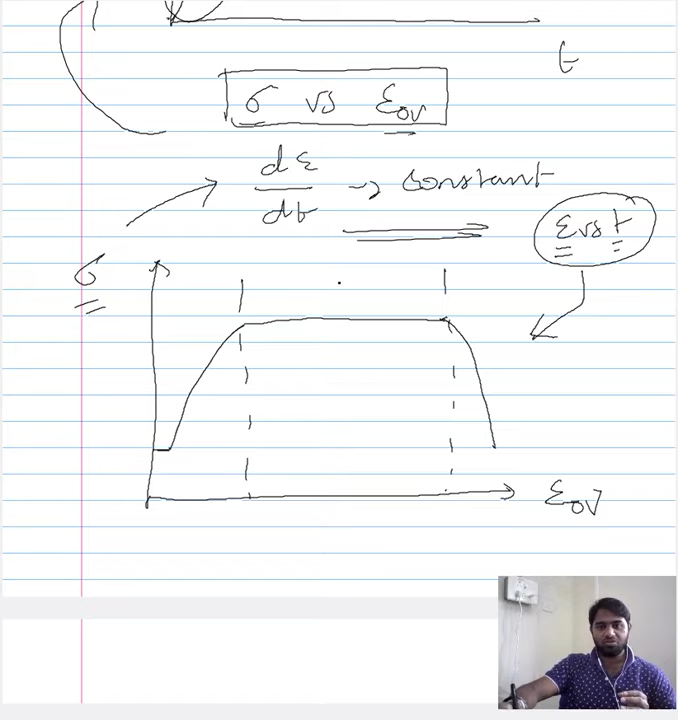 t
σ vs ε_ov
dε/dt → constant
ε vs t
σ
ε_ov